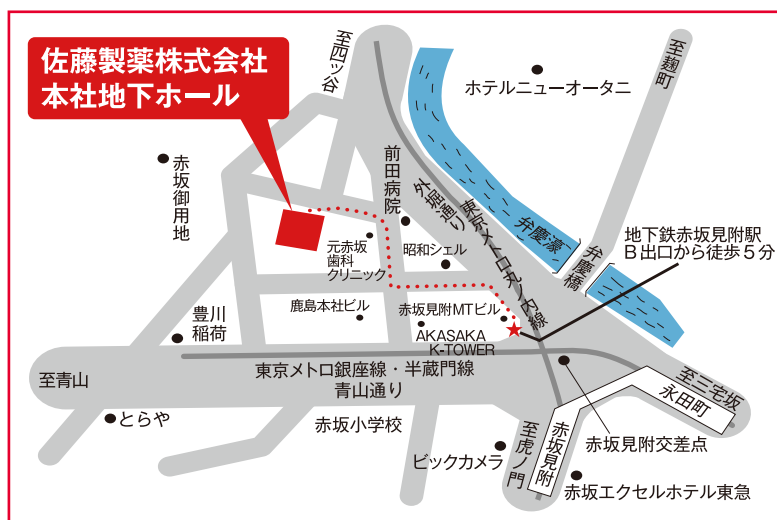 佐藤製薬株式会社
本社地下ホール
至四ツ谷
ホテルニューオータニ
至麹町
赤坂御用地
前田病院
外堀通り
東京メトロ丸ノ内線
弁慶濠
弁慶橋
地下鉄赤坂見附駅
B出口から徒歩5分
元赤坂
歯科
クリニック
昭和シェル
鹿島本社ビル
赤坂見附MTビル
AKASAKA
K-TOWER
豊川
稲荷
至青山
東京メトロ銀座線・半蔵門線
青山通り
至三宅坂
永田町
とらや
赤坂小学校
ビックカメラ
至虎ノ門
赤坂見附
赤坂見附交差点
赤坂エクセルホテル東急